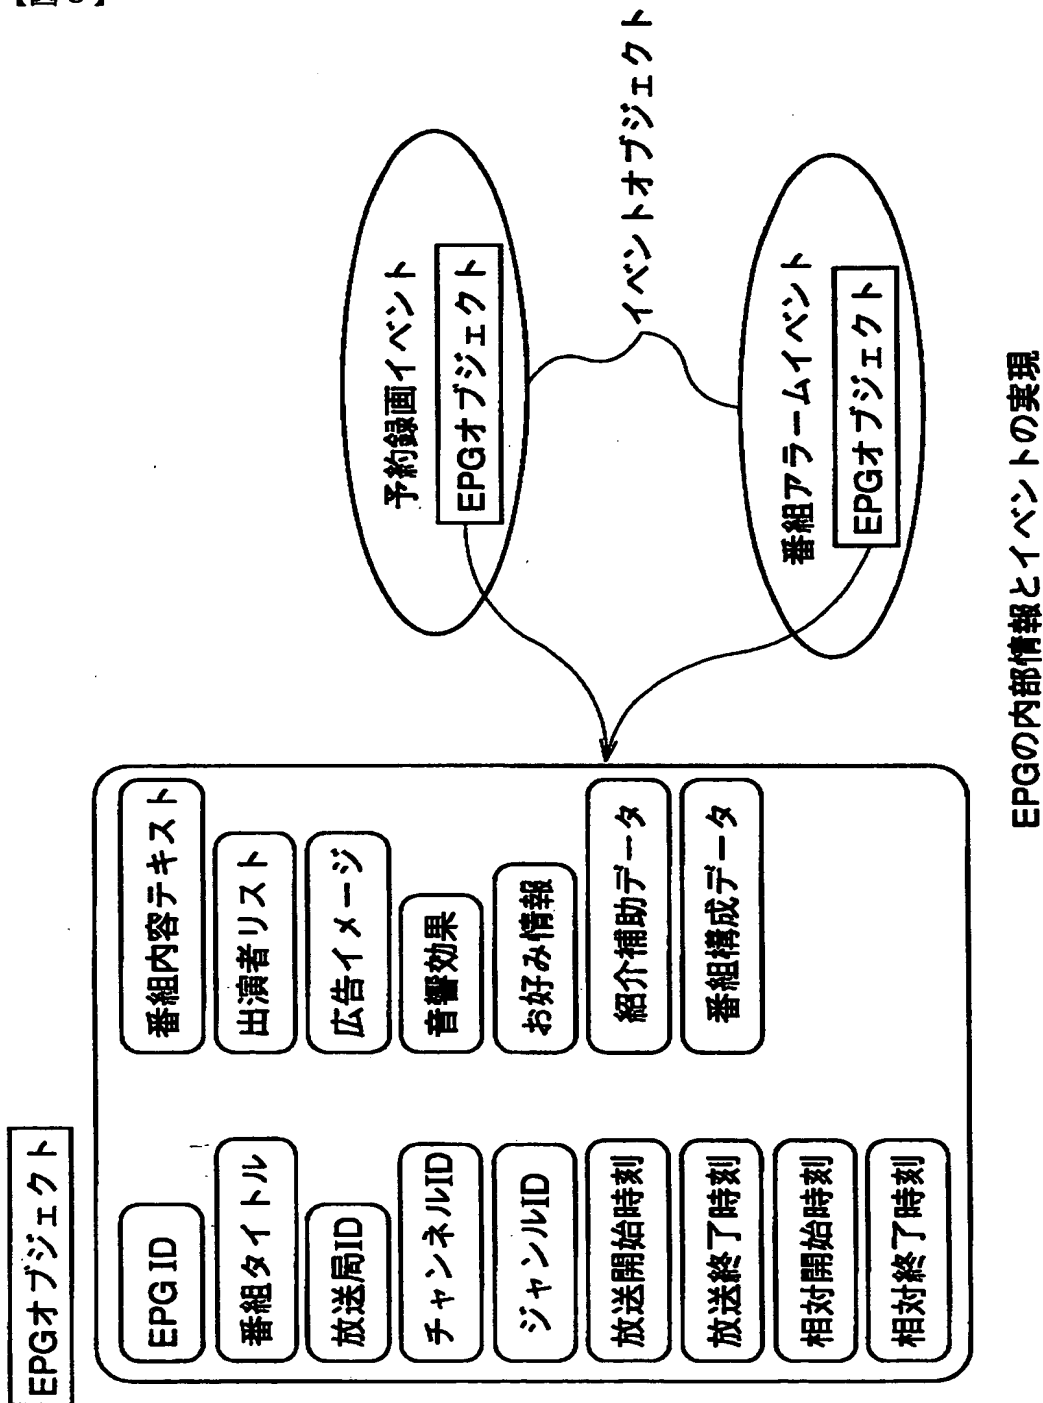 EPGオブジェクト
EPG ID
番組タイトル
放送局ID
チャンネルID
ジャンルID
放送開始時刻
放送終了時刻
相対開始時刻
相対終了時刻
番組内容テキスト
出演者リスト
広告イメージ
音響効果
お好み情報
紹介補助データ
番組構成データ
予約録画イベント
EPGオブジェクト
イベントオブジェクト
番組アラームイベント
EPGオブジェクト
EPGの内部情報とイベントの実現